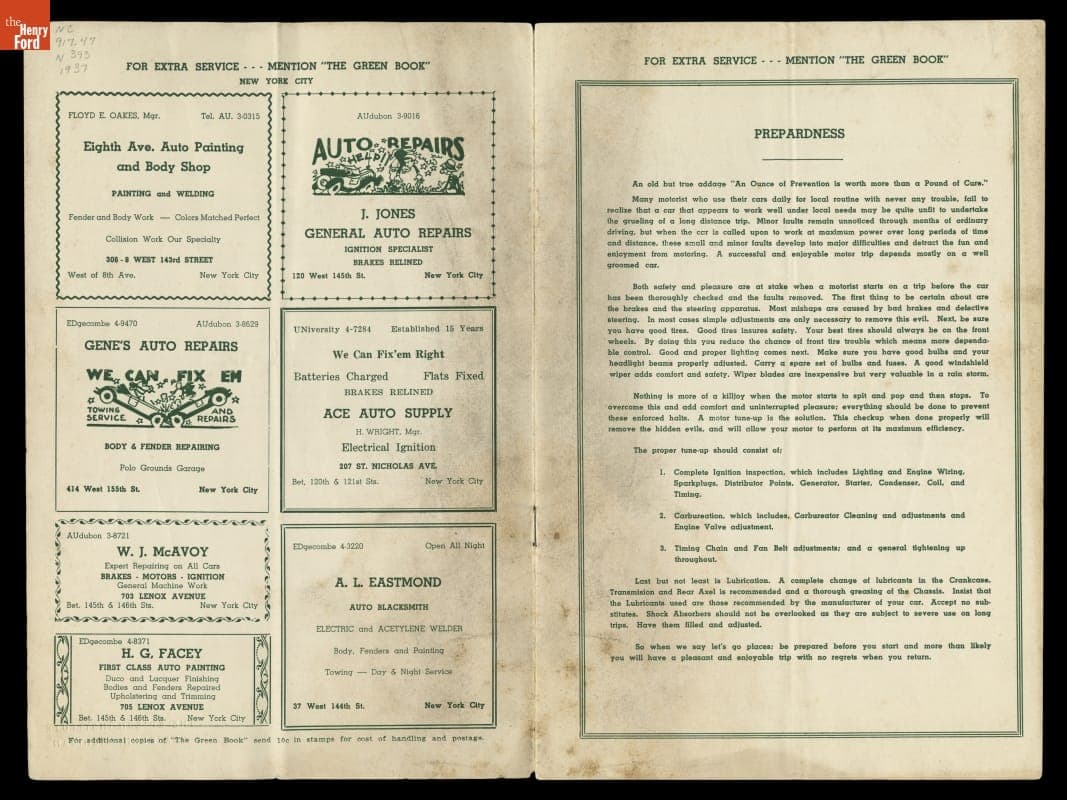 the
Henry
Ford
NC
917.47
N 393
1937
FOR EXTRA SERVICE - - - MENTION "THE GREEN BOOK"
NEW YORK CITY
FLOYD E. OAKES, Mgr. Tel. AU. 3-0315
Eighth Ave. Auto Painting
and Body Shop
PAINTING and WELDING
Fender and Body Work — Colors Matched Perfect
Collision Work Our Specialty
306-8 WEST 143rd STREET
West of 8th Ave. New York City
AUdubon 3-9016
AUTO REPAIRS
HELP!!
J. JONES
GENERAL AUTO REPAIRS
IGNITION SPECIALIST
BRAKES RELINED
120 West 145th St. New York City
EDgecombe 4-9470 AUdubon 3-8629
GENE'S AUTO REPAIRS
WE CAN FIX EM
TOWING
SERVICE
AND
REPAIRS
BODY & FENDER REPAIRING
Polo Grounds Garage
414 West 155th St. New York City
UNiversity 4-7284 Established 15 Years
We Can Fix'em Right
Batteries Charged Flats Fixed
BRAKES RELINED
ACE AUTO SUPPLY
H. WRIGHT, Mgr.
Electrical Ignition
207 ST. NICHOLAS AVE.
Bet. 120th & 121st Sts. New York City
AUdubon 3-8721
W. J. McAVOY
Expert Repairing on All Cars
BRAKES - MOTORS - IGNITION
General Machine Work
703 LENOX AVENUE
Bet. 145th & 146th Sts. New York City
EDgecombe 4-3220 Open All Night
A. L. EASTMOND
AUTO BLACKSMITH
ELECTRIC and ACETYLENE WELDER
Body, Fenders and Painting
Towing — Day & Night Service
37 West 144th St. New York City
EDgecombe 4-8371
H. G. FACEY
FIRST CLASS AUTO PAINTING
Duco and Lacquer Finishing
Bodies and Fenders Repaired
Upholstering and Trimming
705 LENOX AVENUE
Bet. 145th & 146th Sts. New York City
For additional copies of "The Green Book" send 10c in stamps for cost of handling and postage.
FOR EXTRA SERVICE - - - MENTION "THE GREEN BOOK"
PREPARDNESS
An old but true addage "An Ounce of Prevention is worth more than a Pound of Cure."
Many motorist who use their cars daily for local routine with never any trouble, fail to
realize that a car that appears to work well under local needs may be quite unfit to undertake
the grueling of a long distance trip. Minor faults remain unnoticed through months of ordinary
driving, but when the car is called upon to work at maximum power over long periods of time
and distance, these small and minor faults develop into major difficulties and detract the fun and
enjoyment from motoring. A successful and enjoyable motor trip depends mostly on a well
groomed car.
Both safety and pleasure are at stake when a motorist starts on a trip before the car
has been thoroughly checked and the faults removed. The first thing to be certain about are
the brakes and the steering apparatus. Most mishaps are caused by bad brakes and defective
steering. In most cases simple adjustments are only necessary to remove this evil. Next, be sure
you have good tires. Good tires insures safety. Your best tires should always be on the front
wheels. By doing this you reduce the chance of front tire trouble which means more dependa-
ble control. Good and proper lighting comes next. Make sure you have good bulbs and your
headlight beams properly adjusted. Carry a spare set of bulbs and fuses. A good windshield
wiper adds comfort and safety. Wiper blades are inexpensive but very valuable in a rain storm.
Nothing is more of a killjoy when the motor starts to spit and pop and then stops. To
overcome this and add comfort and uninterrupted pleasure; everything should be done to prevent
these enforced halts. A motor tune-up is the solution. This checkup when done properly will
remove the hidden evils, and will allow your motor to perform at its maximum efficiency.
The proper tune-up should consist of;
1. Complete Ignition inspection, which includes Lighting and Engine Wiring,
Sparkplugs, Distributor Points, Generator, Starter, Condenser, Coil, and
Timing.
2. Carbureation, which includes, Carbureator Cleaning and adjustments and
Engine Valve adjustment.
3. Timing Chain and Fan Belt adjustments; and a general tightening up
throughout.
Last but not least is Lubrication. A complete change of lubricants in the Crankcase,
Transmision and Rear Axel is recommended and a thorough greasing of the Chassis. Insist that
the Lubricants used are those recommended by the manufacturer of your car. Accept no sub-
stitutes. Shock Absorbers should not be overlooked as they are subject to severe use on long
trips. Have them filled and adjusted.
So when we say let's go places; be prepared before you start and more than likely
you will have a pleasant and enjoyable trip with no regrets when you return.